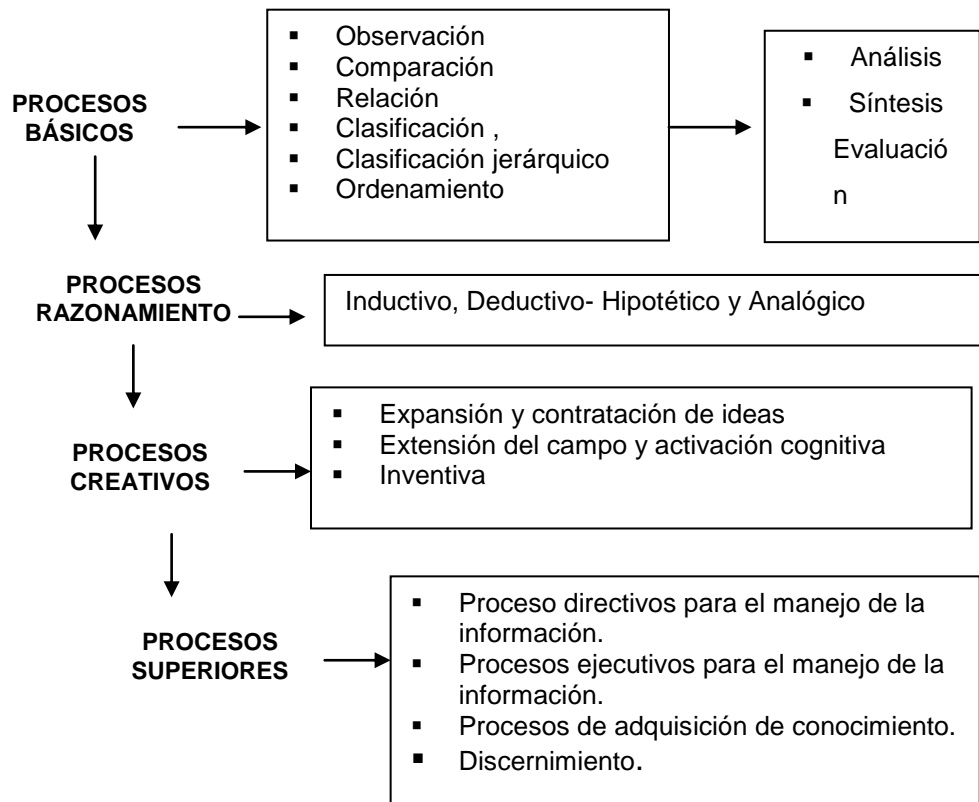 PROCESOS
BÁSICOS
▪ Observación
▪ Comparación
▪ Relación
▪ Clasificación ,
▪ Clasificación jerárquico
▪ Ordenamiento
▪ Análisis
▪ Síntesis
Evaluació
n
PROCESOS
RAZONAMIENTO
Inductivo, Deductivo- Hipotético y Analógico
PROCESOS
CREATIVOS
▪ Expansión y contratación de ideas
▪ Extensión del campo y activación cognitiva
▪ Inventiva
PROCESOS
SUPERIORES
▪ Proceso directivos para el manejo de la
información.
▪ Procesos ejecutivos para el manejo de la
información.
▪ Procesos de adquisición de conocimiento.
▪ Discernimiento.